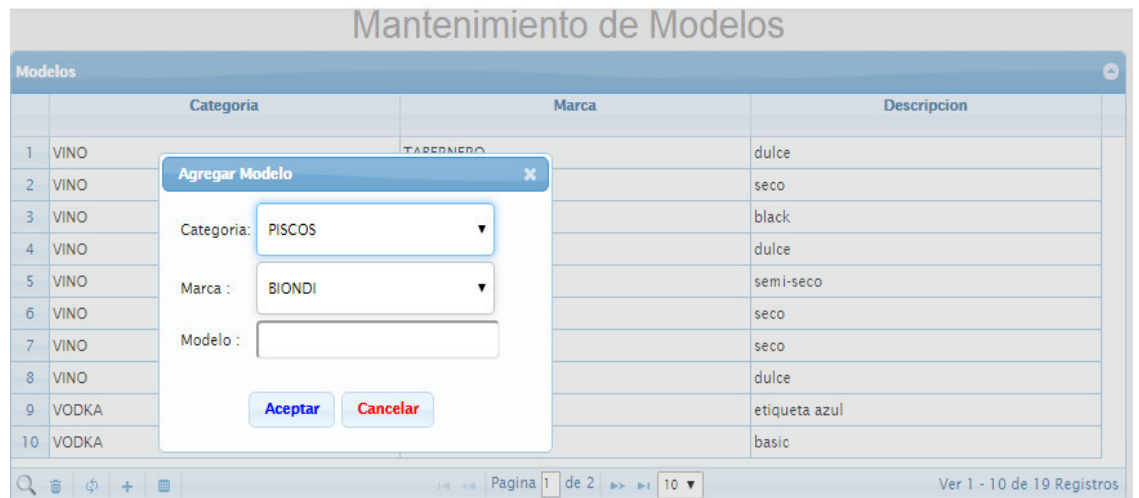 Mantenimiento de Modelos
Modelos
Categoria Marca Descripcion
1 VINO TABERNERO dulce
2 VINO seco
3 VINO black
4 VINO dulce
5 VINO semi-seco
6 VINO seco
7 VINO seco
8 VINO dulce
9 VODKA etiqueta azul
10 VODKA basic
Agregar Modelo
Categoria: PISCOS
Marca : BIONDI
Modelo :
Aceptar Cancelar
Pagina 1 de 2 10 Ver 1 - 10 de 19 Registros